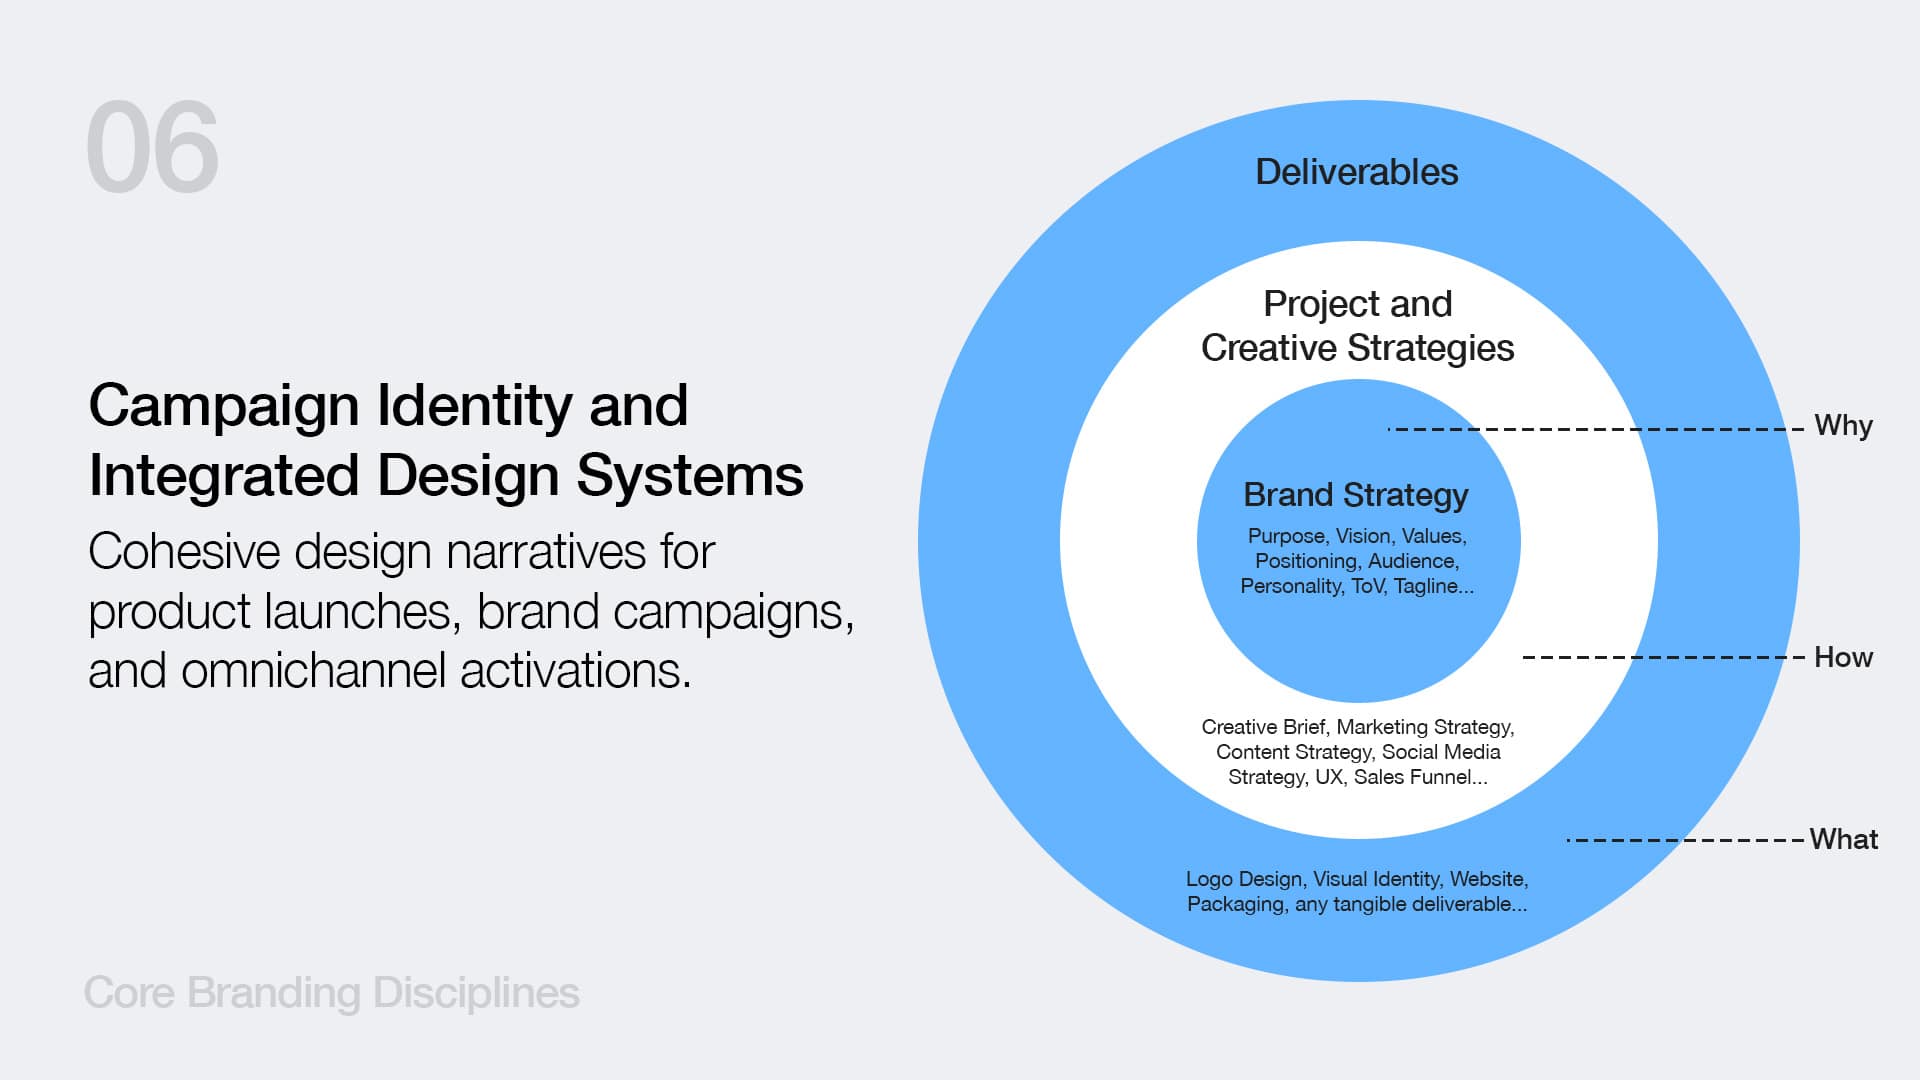 06
Campaign Identity and
Integrated Design Systems
Cohesive design narratives for
product launches, brand campaigns,
and omnichannel activations.
Core Branding Disciplines
Deliverables
Project and
Creative Strategies
Why
Brand Strategy
Purpose, Vision, Values,
Positioning, Audience,
Personality, ToV, Tagline...
How
Creative Brief, Marketing Strategy,
Content Strategy, Social Media
Strategy, UX, Sales Funnel...
What
Logo Design, Visual Identity, Website,
Packaging, any tangible deliverable...